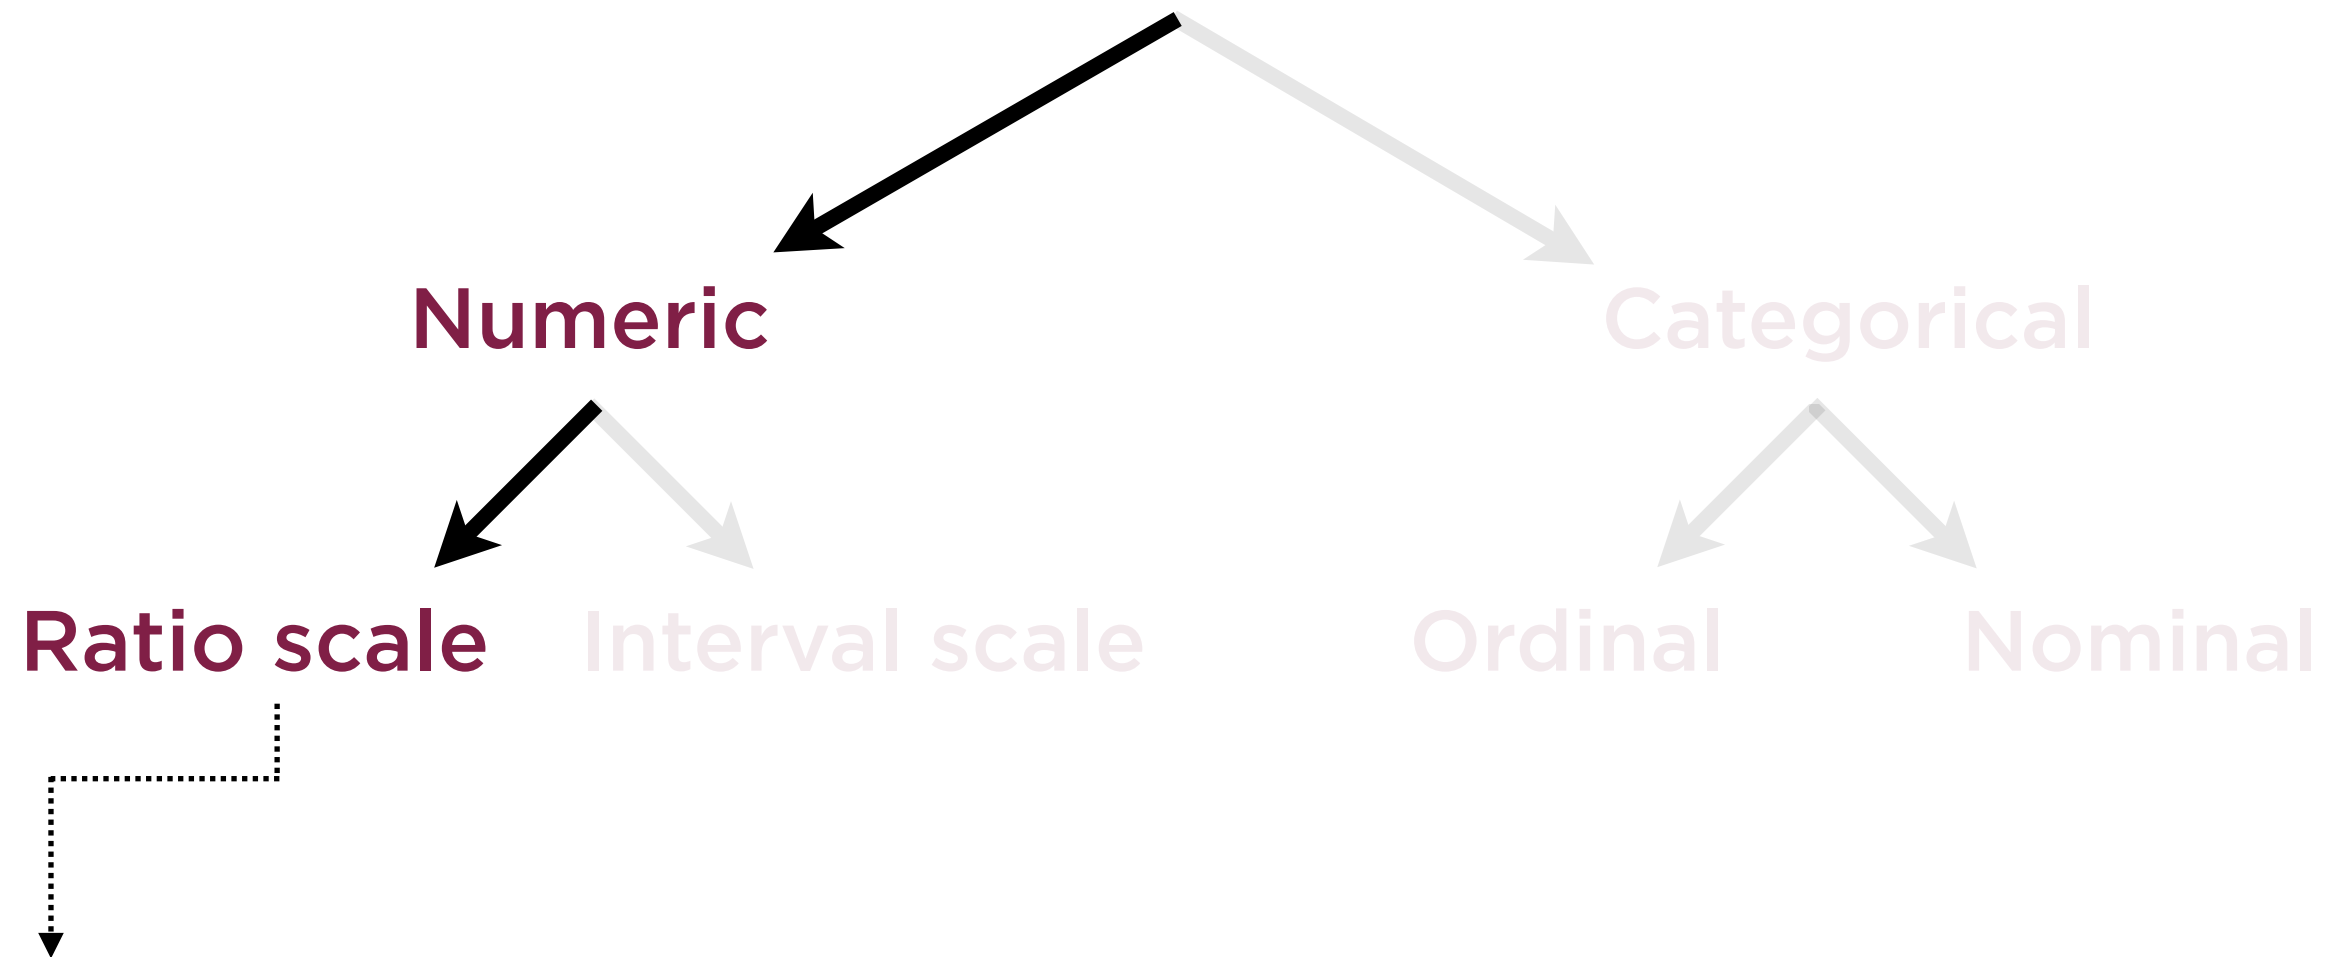 Numeric
Categorical
Ratio scale
Interval scale
Ordinal
Nominal